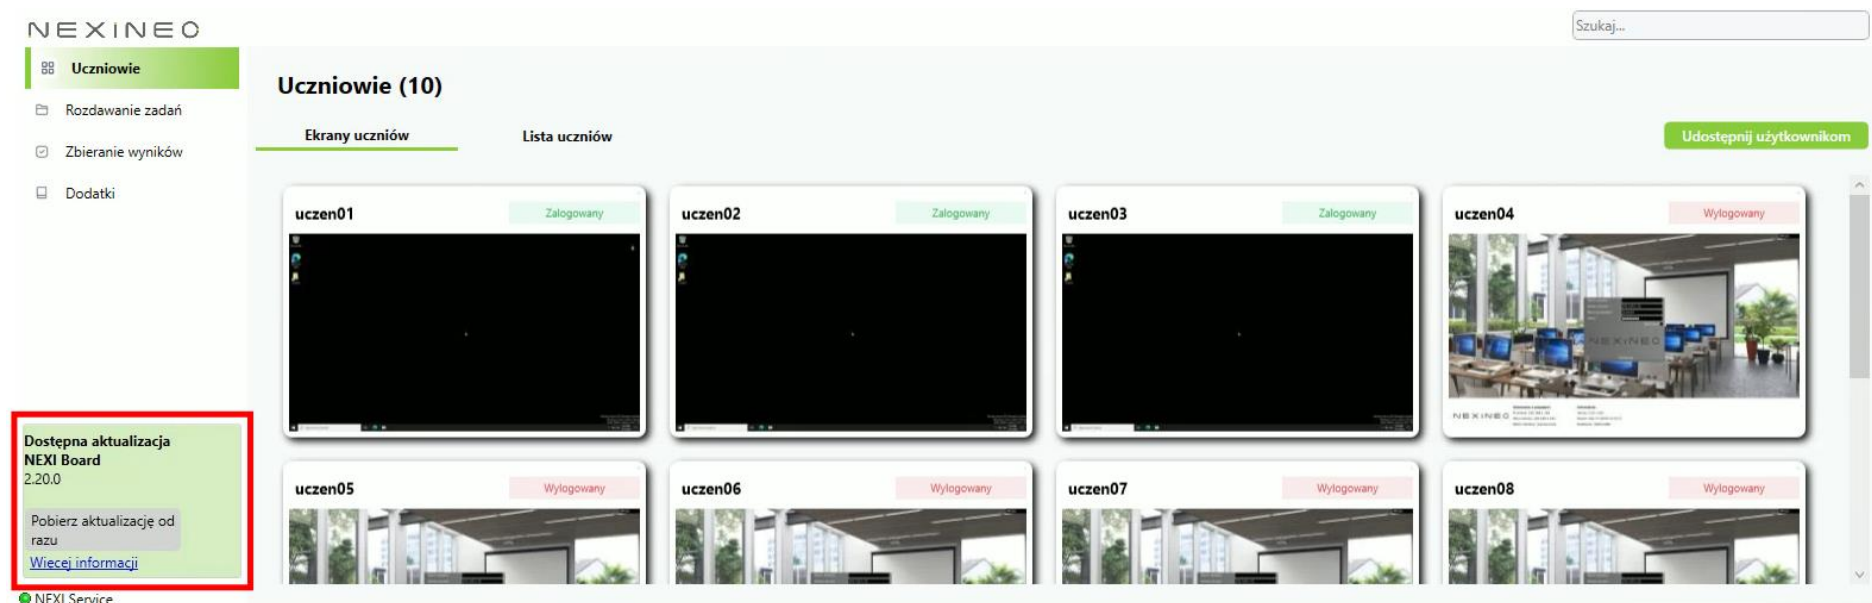 NEXINEO
Szukaj...
Uczniowie
Rozdawanie zadań
Zbieranie wyników
Dodatki
Uczniowie (10)
Ekrany uczniów
Lista uczniów
Udostępnij użytkownikom
uczen01
Zalogowany
uczen02
Zalogowany
uczen03
Zalogowany
uczen04
Wylogowany
NEXINEO
NEXINEO
uczen05
Wylogowany
uczen06
Wylogowany
uczen07
Wylogowany
uczen08
Wylogowany
Dostępna aktualizacja
NEXI Board
2.20.0
Pobierz aktualizację od
razu
Więcej informacji
NEXI Service